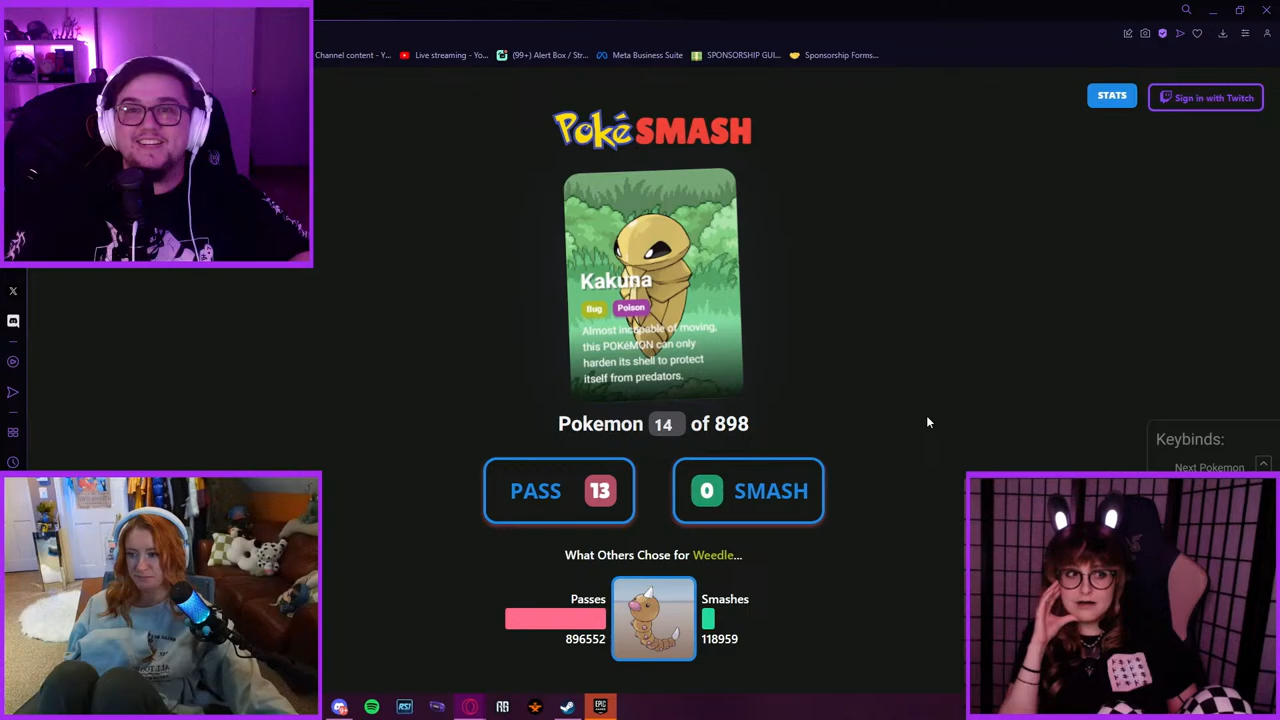 Channel content - Y...
Live streaming - Yo...
(99+) Alert Box / Str...
Meta Business Suite
SPONSORSHIP GUI...
Sponsorship Forms...
STATS
Sign in with Twitch
PokéSMASH
Kakuna
Bug
Poison
Almost incapable of moving,
this POKéMON can only
harden its shell to protect
itself from predators.
Pokemon 14 of 898
PASS 13
0 SMASH
Keybinds:
Next Pokemon
What Others Chose for Weedle...
Passes
Smashes
896552
118959
RSI